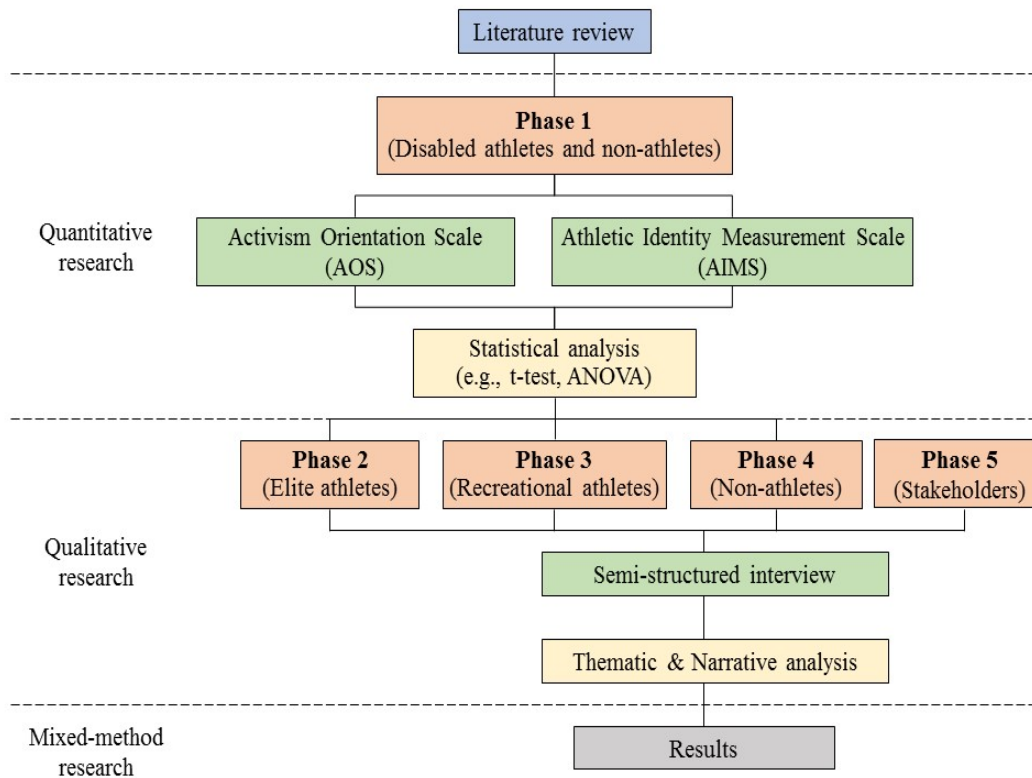 Literature review
Phase 1
(Disabled athletes and non-athletes)
Quantitative
research
Activism Orientation Scale
(AOS)
Athletic Identity Measurement Scale
(AIMS)
Statistical analysis
(e.g., t-test, ANOVA)
Phase 2
(Elite athletes)
Phase 3
(Recreational athletes)
Phase 4
(Non-athletes)
Phase 5
(Stakeholders)
Qualitative
research
Semi-structured interview
Thematic & Narrative analysis
Mixed-method
research
Results